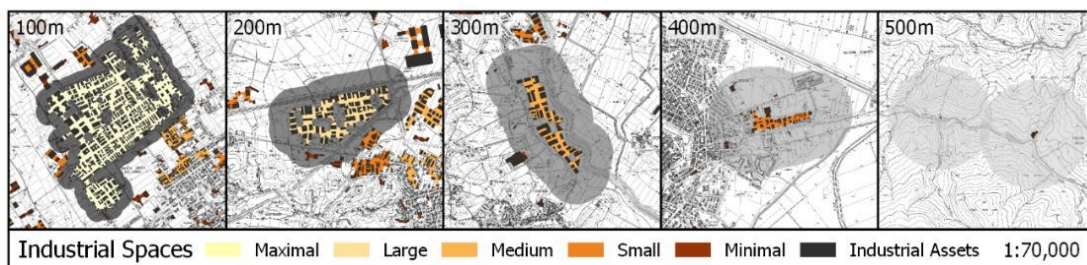 100m 200m 300m 400m 500m
Industrial Spaces Maximal Large Medium Small Minimal Industrial Assets 1:70,000